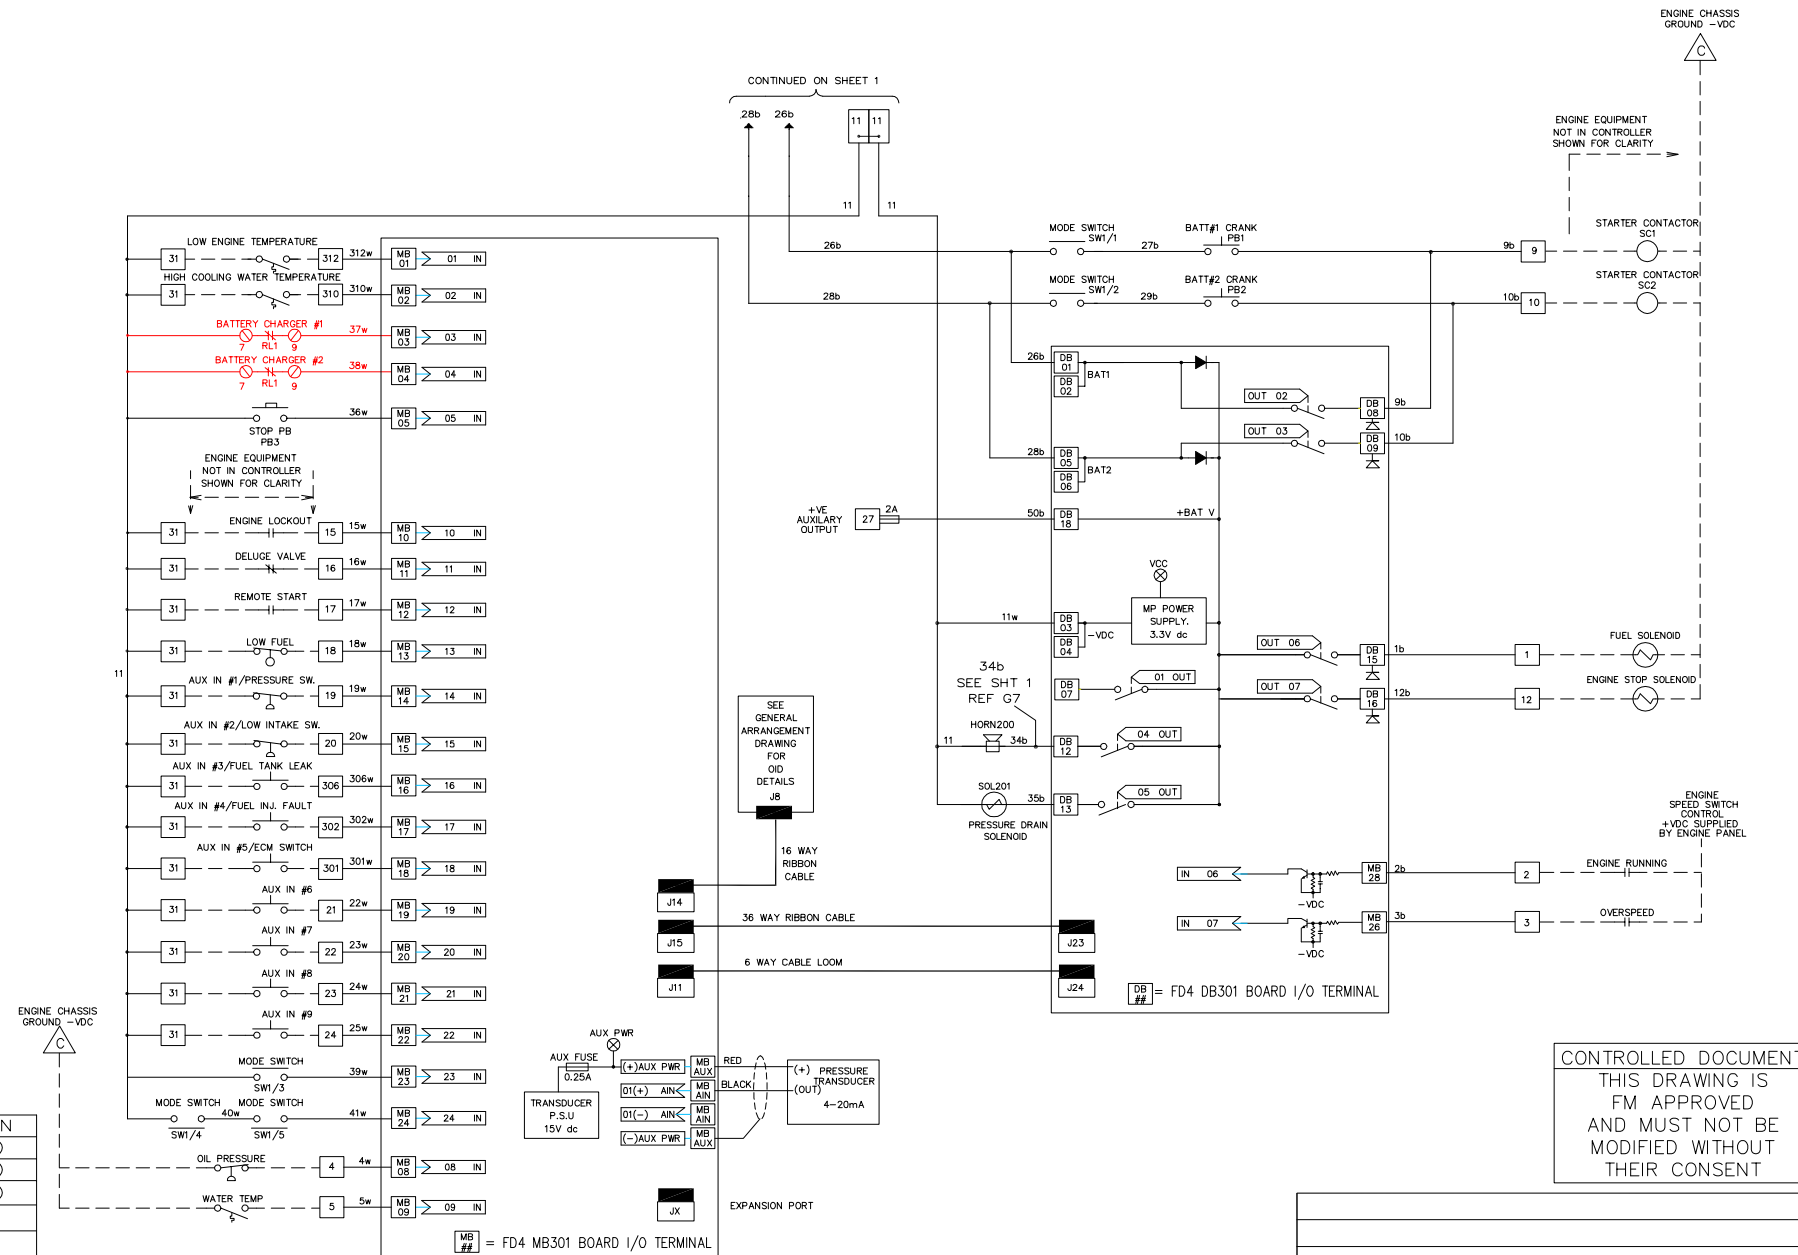 ENGINE CHASSIS
GROUND -VDC
C
CONTINUED ON SHEET 1
28b 26b 11 11
ENGINE EQUIPMENT
NOT IN CONTROLLER
SHOWN FOR CLARITY
11 11
LOW ENGINE TEMPERATURE
31 312 312w MB 01 01 IN
HIGH COOLING WATER TEMPERATURE
31 310 310w MB 02 02 IN
BATTERY CHARGER #1
7 RL1 9 37w MB 03 03 IN
BATTERY CHARGER #2
7 RL1 9 38w MB 04 04 IN
36w MB 05 05 IN
STOP PB
PB3
ENGINE EQUIPMENT
NOT IN CONTROLLER
SHOWN FOR CLARITY
ENGINE LOCKOUT
31 15 15w MB 10 10 IN
DELUGE VALVE
31 16 16w MB 11 11 IN
REMOTE START
31 17 17w MB 12 12 IN
LOW FUEL
31 18 18w MB 13 13 IN
11
AUX IN #1/PRESSURE SW.
31 19 19w MB 14 14 IN
AUX IN #2/LOW INTAKE SW.
31 20 20w MB 15 15 IN
AUX IN #3/FUEL TANK LEAK
31 306 306w MB 16 16 IN
AUX IN #4/FUEL INJ. FAULT
31 302 302w MB 17 17 IN
AUX IN #5/ECM SWITCH
31 301 301w MB 18 18 IN
AUX IN #6
31 21 22w MB 19 19 IN
AUX IN #7
31 22 23w MB 20 20 IN
AUX IN #8
31 23 24w MB 21 21 IN
AUX IN #9
31 24 25w MB 22 22 IN
MODE SWITCH
SW1/3 39w MB 23 23 IN
MODE SWITCH MODE SWITCH
40w 41w MB 24 24 IN
SW1/4 SW1/5
OIL PRESSURE
4 4w MB 08 08 IN
WATER TEMP
5 5w MB 09 09 IN
ENGINE CHASSIS
GROUND -VDC
C
N
MB
## = FD4 MB301 BOARD I/O TERMINAL
SEE
GENERAL
ARRANGEMENT
DRAWING
FOR
OID
DETAILS
J8
16 WAY
RIBBON
CABLE
J14
36 WAY RIBBON CABLE
J15 J23
6 WAY CABLE LOOM
J11 J24
AUX PWR
AUX FUSE
0.25A
TRANSDUCER
P.S.U
15V dc
(+)AUX PWR MB AUX RED
01(+) AIN MB AIN BLACK
01(-) AIN MB AIN
(-)AUX PWR MB AUX
(+) PRESSURE
TRANSDUCER
(OUT)
4-20mA
JX EXPANSION PORT
26b MODE SWITCH SW1/1 27b BATT#1 CRANK PB1 9b 9 STARTER CONTACTOR SC1
28b MODE SWITCH SW1/2 29b BATT#2 CRANK PB2 10b 10 STARTER CONTACTOR SC2
26b DB 01
DB 02 BAT1
OUT 02 DB 08 9b
OUT 03 DB 09 10b
28b DB 05
DB 06 BAT2
+VE
AUXILARY
OUTPUT
27 2A 50b DB 18 +BAT V
VCC
MP POWER
SUPPLY.
3.3V dc
11w DB 03
DB 04 -VDC
OUT 06 DB 15 1b 1 FUEL SOLENOID
OUT 07 DB 16 12b 12 ENGINE STOP SOLENOID
34b
SEE SHT 1
REF G7
DB 07 01 OUT
HORN200
11 34b DB 12 04 OUT
SOL201
35b DB 13 05 OUT
PRESSURE DRAIN
SOLENOID
ENGINE
SPEED SWITCH
CONTROL
+VDC SUPPLIED
BY ENGINE PANEL
IN 06 MB 28 2b 2 ENGINE RUNNING
-VDC
IN 07 MB 26 3b 3 OVERSPEED
-VDC
DB
## = FD4 DB301 BOARD I/O TERMINAL
CONTROLLED DOCUMENT
THIS DRAWING IS
FM APPROVED
AND MUST NOT BE
MODIFIED WITHOUT
THEIR CONSENT